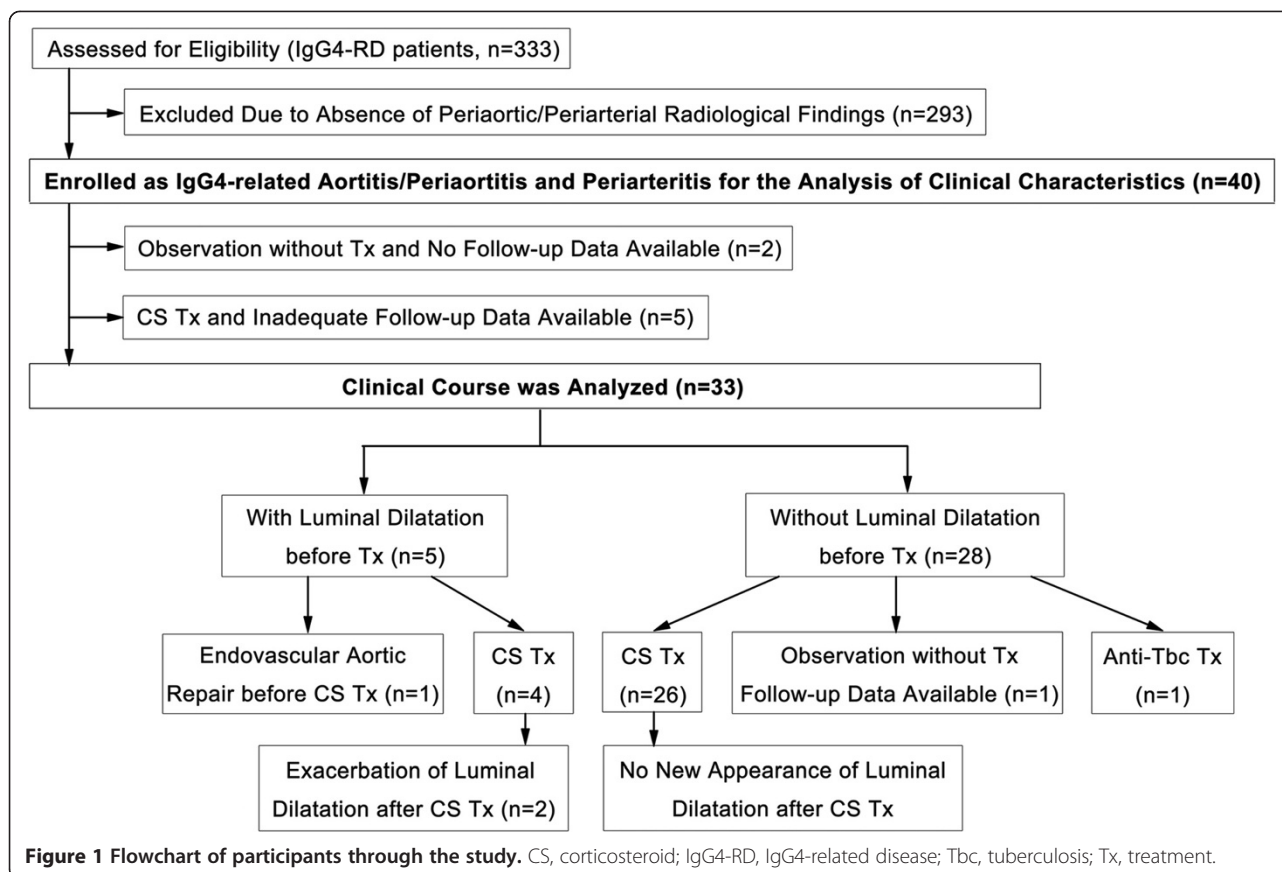 Assessed for Eligibility (IgG4-RD patients, n=333)
Excluded Due to Absence of Periaortic/Periarterial Radiological Findings (n=293)
Enrolled as IgG4-related Aortitis/Periaortitis and Periarteritis for the Analysis of Clinical Characteristics (n=40)
Observation without Tx and No Follow-up Data Available (n=2)
CS Tx and Inadequate Follow-up Data Available (n=5)
Clinical Course was Analyzed (n=33)
With Luminal Dilatation
before Tx (n=5)
Without Luminal Dilatation
before Tx (n=28)
Endovascular Aortic
Repair before CS Tx (n=1)
CS Tx
(n=4)
CS Tx
(n=26)
Observation without Tx
Follow-up Data Available (n=1)
Anti-Tbc Tx
(n=1)
Exacerbation of Luminal
Dilatation after CS Tx (n=2)
No New Appearance of Luminal
Dilatation after CS Tx
Figure 1 Flowchart of participants through the study. CS, corticosteroid; IgG4-RD, IgG4-related disease; Tbc, tuberculosis; Tx, treatment.